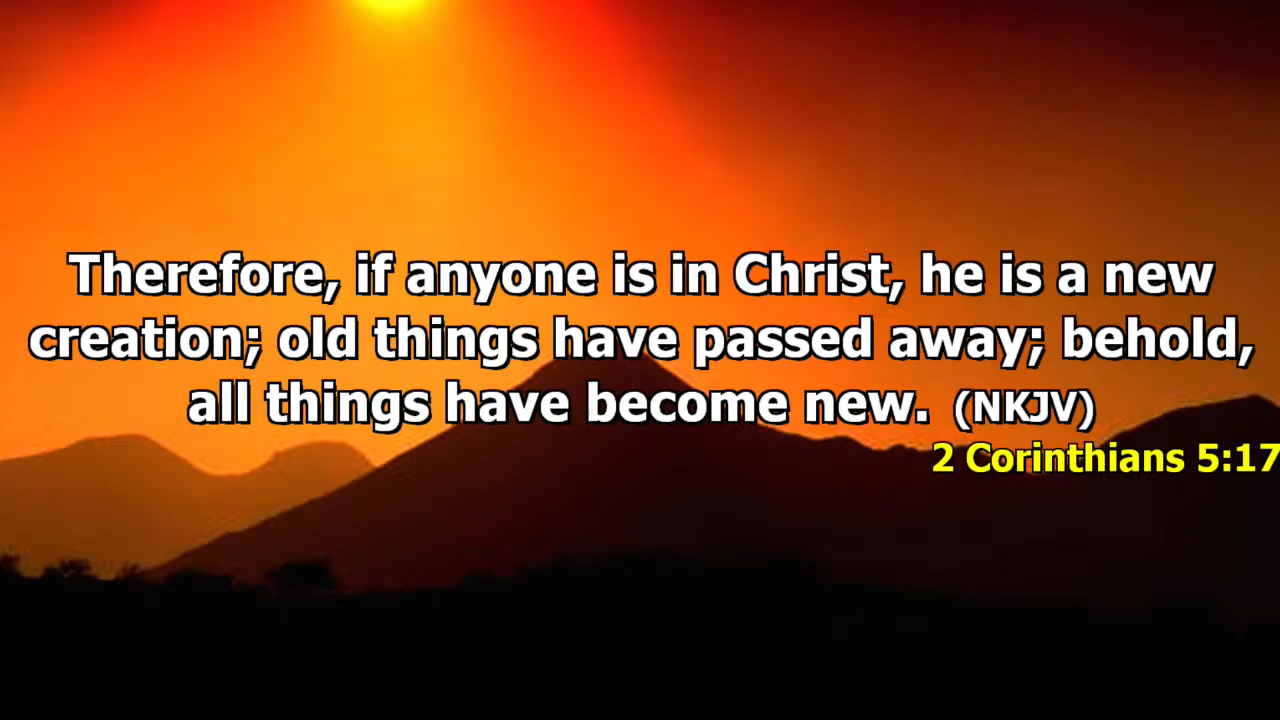 Therefore, if anyone is in Christ, he is a new
creation; old things have passed away; behold,
all things have become new. (NKJV)
2 Corinthians 5:17